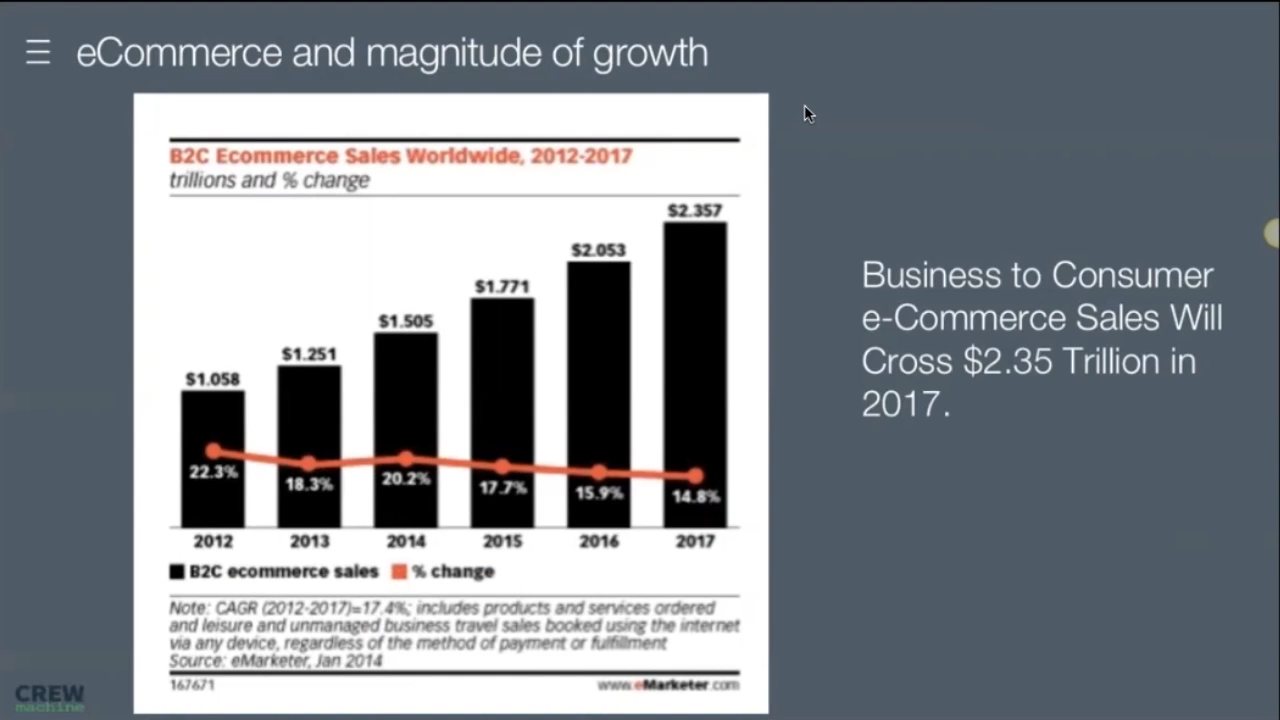 eCommerce and magnitude of growth
B2C Ecommerce Sales Worldwide, 2012-2017
trillions and % change
$1.058
$1.251
$1.505
$1.771
$2.053
$2.357
22.3%
18.3%
20.2%
17.7%
15.9%
14.8%
2012 2013 2014 2015 2016 2017
B2C ecommerce sales % change
Note: CAGR (2012-2017)=17.4%; includes products and services ordered
and leisure and unmanaged business travel sales booked using the internet
via any device, regardless of the method of payment or fulfillment
Source: eMarketer, Jan 2014
167671 www.eMarketer.com
Business to Consumer
e-Commerce Sales Will
Cross $2.35 Trillion in
2017.
CREW
machine